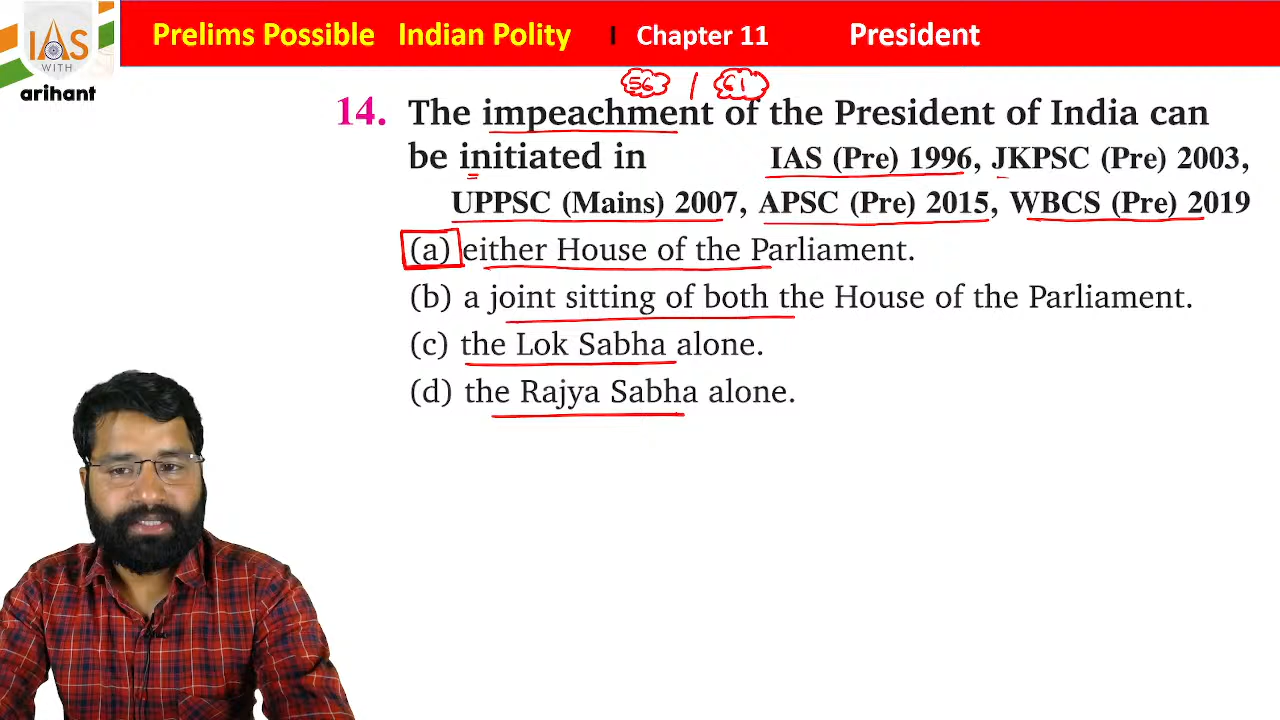 IAS
WITH
arihant
Prelims Possible Indian Polity | Chapter 11 President
56 / 61
14. The impeachment of the President of India can
be initiated in IAS (Pre) 1996, JKPSC (Pre) 2003,
UPPSC (Mains) 2007, APSC (Pre) 2015, WBCS (Pre) 2019
(a) either House of the Parliament.
(b) a joint sitting of both the House of the Parliament.
(c) the Lok Sabha alone.
(d) the Rajya Sabha alone.